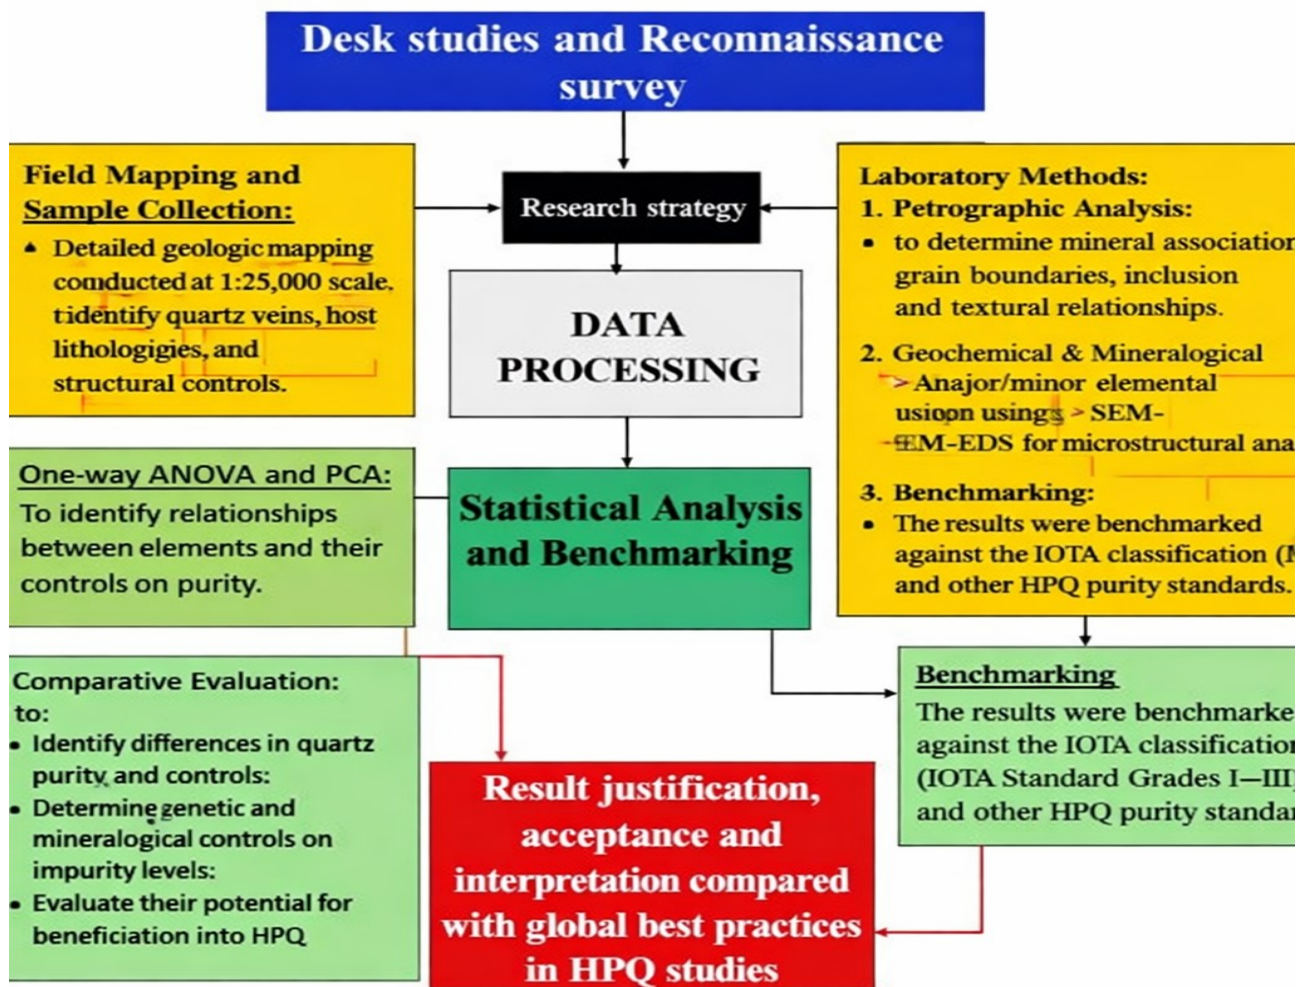 Desk studies and Reconnaissance
survey
Field Mapping and
Sample Collection:
Detailed geologic mapping
conducted at 1:25,000 scale.
tidentify quartz veins, host
lithologigies, and
structural controls.
Research strategy
DATA
PROCESSING
Laboratory Methods:
1. Petrographic Analysis:
• to determine mineral association
grain boundaries, inclusion
and textural relationships.
2. Geochemical & Mineralogical
> Anajor/minor elemental
using > SEM-
EM-EDS for microstructural ana
3. Benchmarking:
• The results were benchmarked
against the IOTA classification (
and other HPQ purity standards.
One-way ANOVA and PCA:
To identify relationships
between elements and their
controls on purity.
Statistical Analysis
and Benchmarking
Comparative Evaluation:
to:
• Identify differences in quartz
purity and controls:
• Determine genetic and
mineralogical controls on
impurity levels:
• Evaluate their potential for
beneficiation into HPQ
Benchmarking
The results were benchmarke
against the IOTA classification
(IOTA Standard Grades I—III)
and other HPQ purity standar
Result justification,
acceptance and
interpretation compared
with global best practices
in HPQ studies